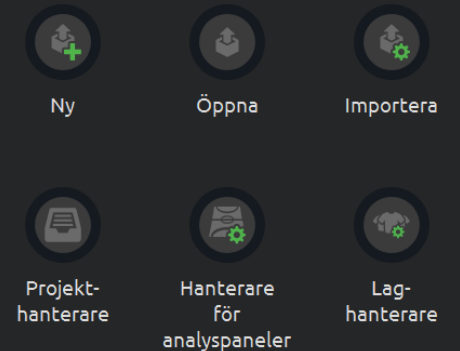 Ny
Öppna
Importera
Projekt-
hanterare
Hanterare
för
analyspaneler
Lag-
hanterare